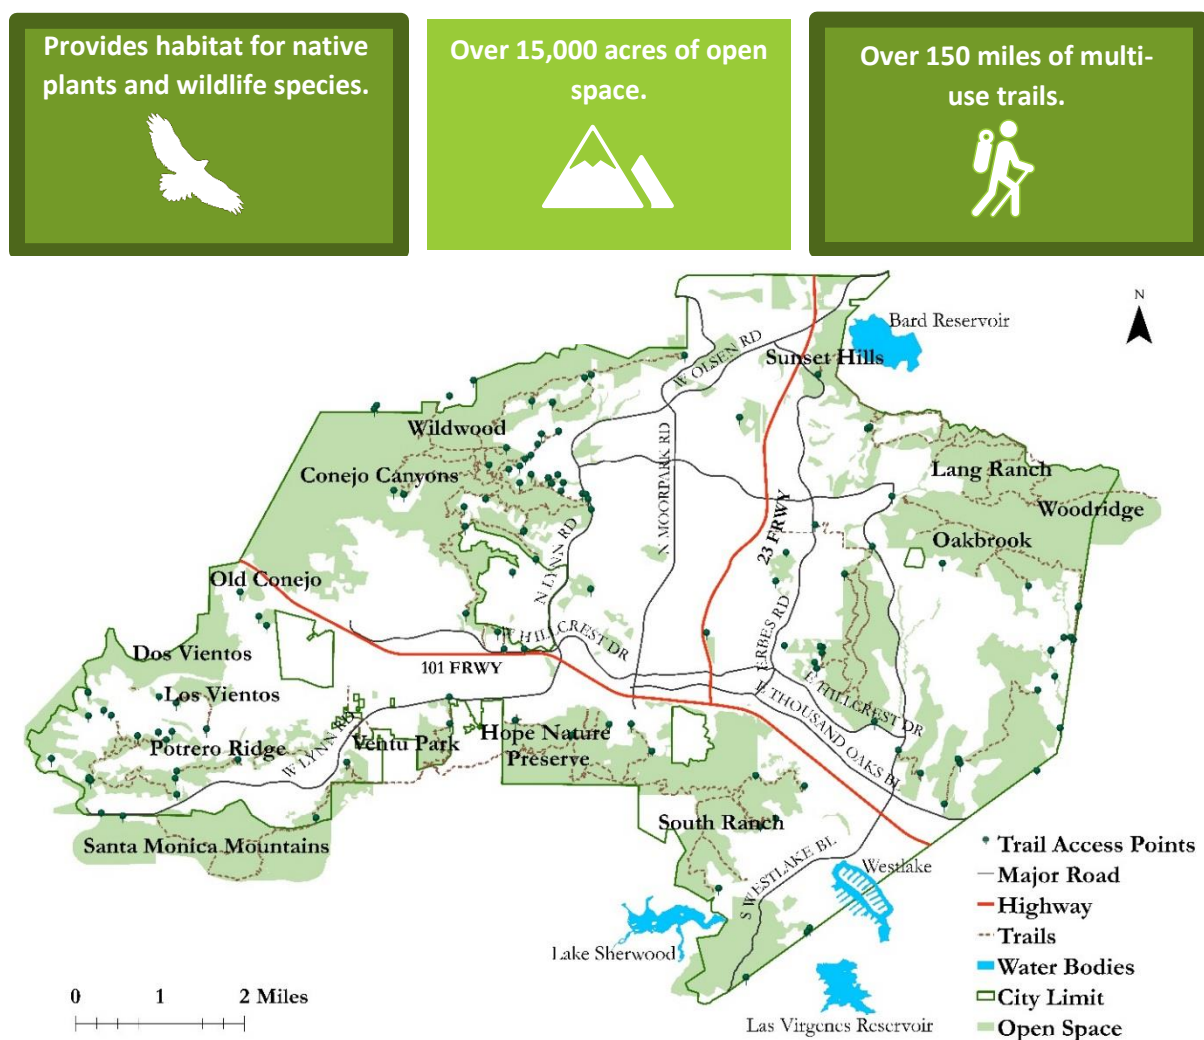 Provides habitat for native
plants and wildlife species.
Over 15,000 acres of open
space.
Over 150 miles of multi-
use trails.
N
Bard Reservoir
W OLSEN RD
Sunset Hills
Wildwood
N MOORPARK RD
Conejo Canyons
Lang Ranch
Woodridge
23 FRWY
Oakbrook
N LYNN RD
Old Conejo
ERBES RD
HILLCREST DR
Dos Vientos
101 FRWY
Los Vientos
E HILLCREST DR
E THOUSAND OAKS BL
W LYNN RD
Potrero Ridge
Ventu Park
Hope Nature
Preserve
South Ranch
Santa Monica Mountains
S WESTLAKE BL
Westlake
Lake Sherwood
Las Virgenes Reservoir
Trail Access Points
Major Road
Highway
Trails
Water Bodies
City Limit
Open Space
0 1 2 Miles